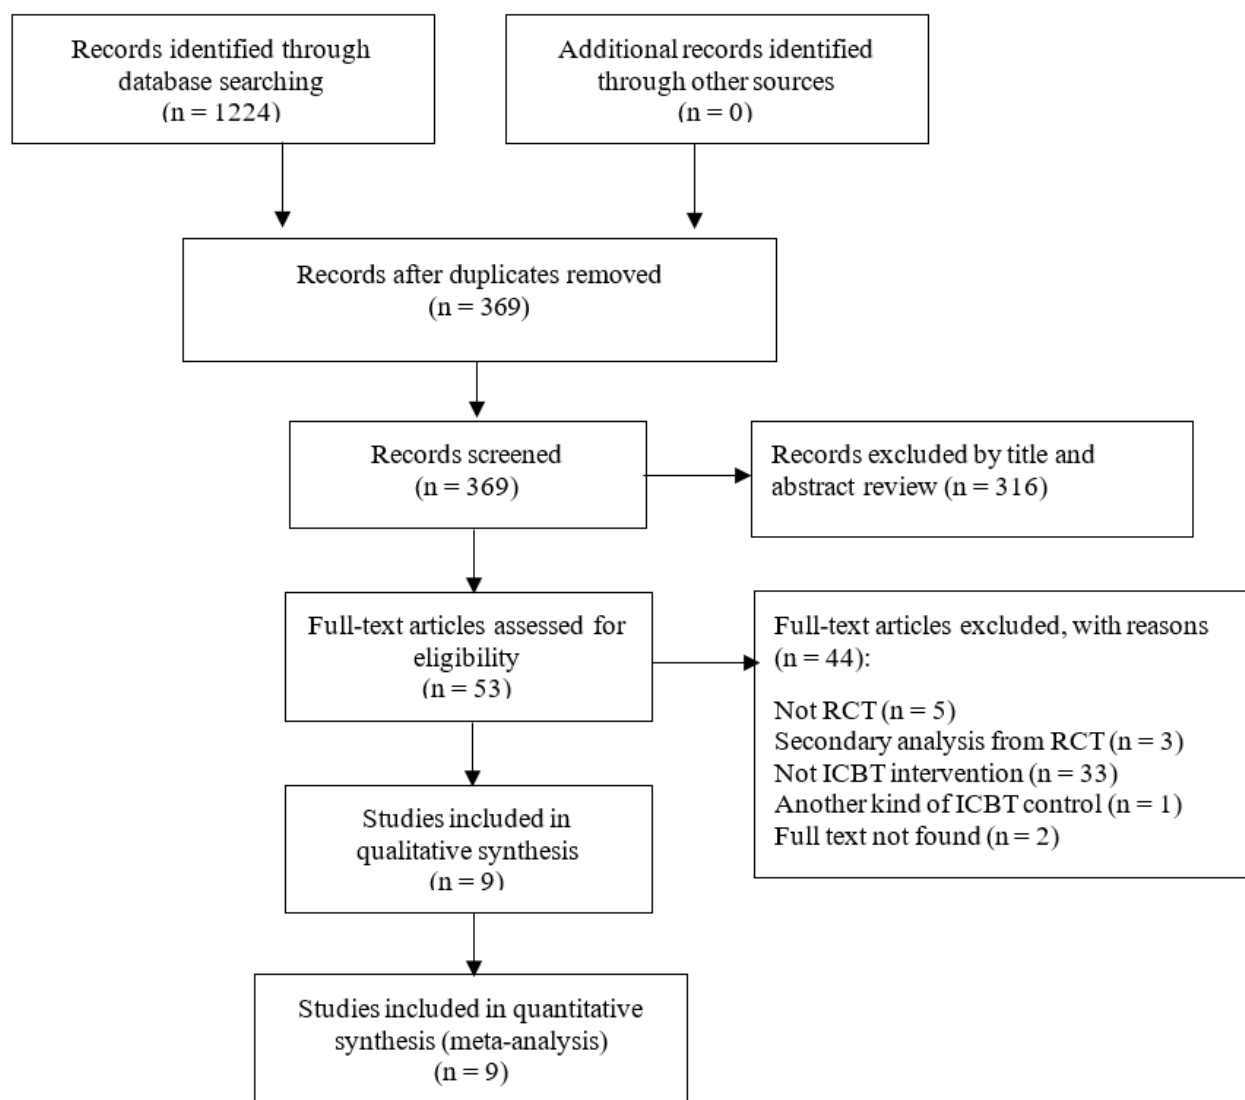 Records identified through
database searching
(n = 1224)
Additional records identified
through other sources
(n = 0)
Records after duplicates removed
(n = 369)
Records screened
(n = 369)
Records excluded by title and
abstract review (n = 316)
Full-text articles assessed for
eligibility
(n = 53)
Full-text articles excluded, with reasons
(n = 44):
Not RCT (n = 5)
Secondary analysis from RCT (n = 3)
Not ICBT intervention (n = 33)
Another kind of ICBT control (n = 1)
Full text not found (n = 2)
Studies included in
qualitative synthesis
(n = 9)
Studies included in quantitative
synthesis (meta-analysis)
(n = 9)